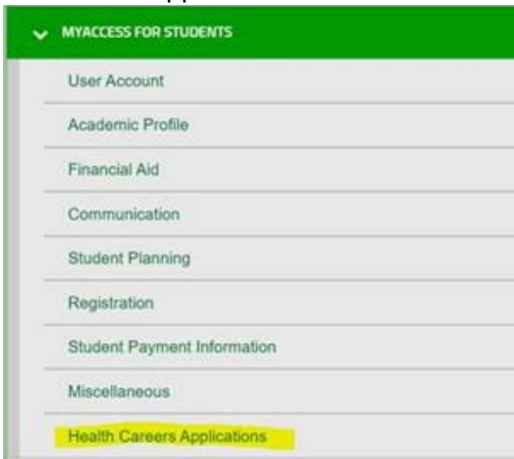 MYACCESS FOR STUDENTS
User Account
Academic Profile
Financial Aid
Communication
Student Planning
Registration
Student Payment Information
Miscellaneous
Health Careers Applications